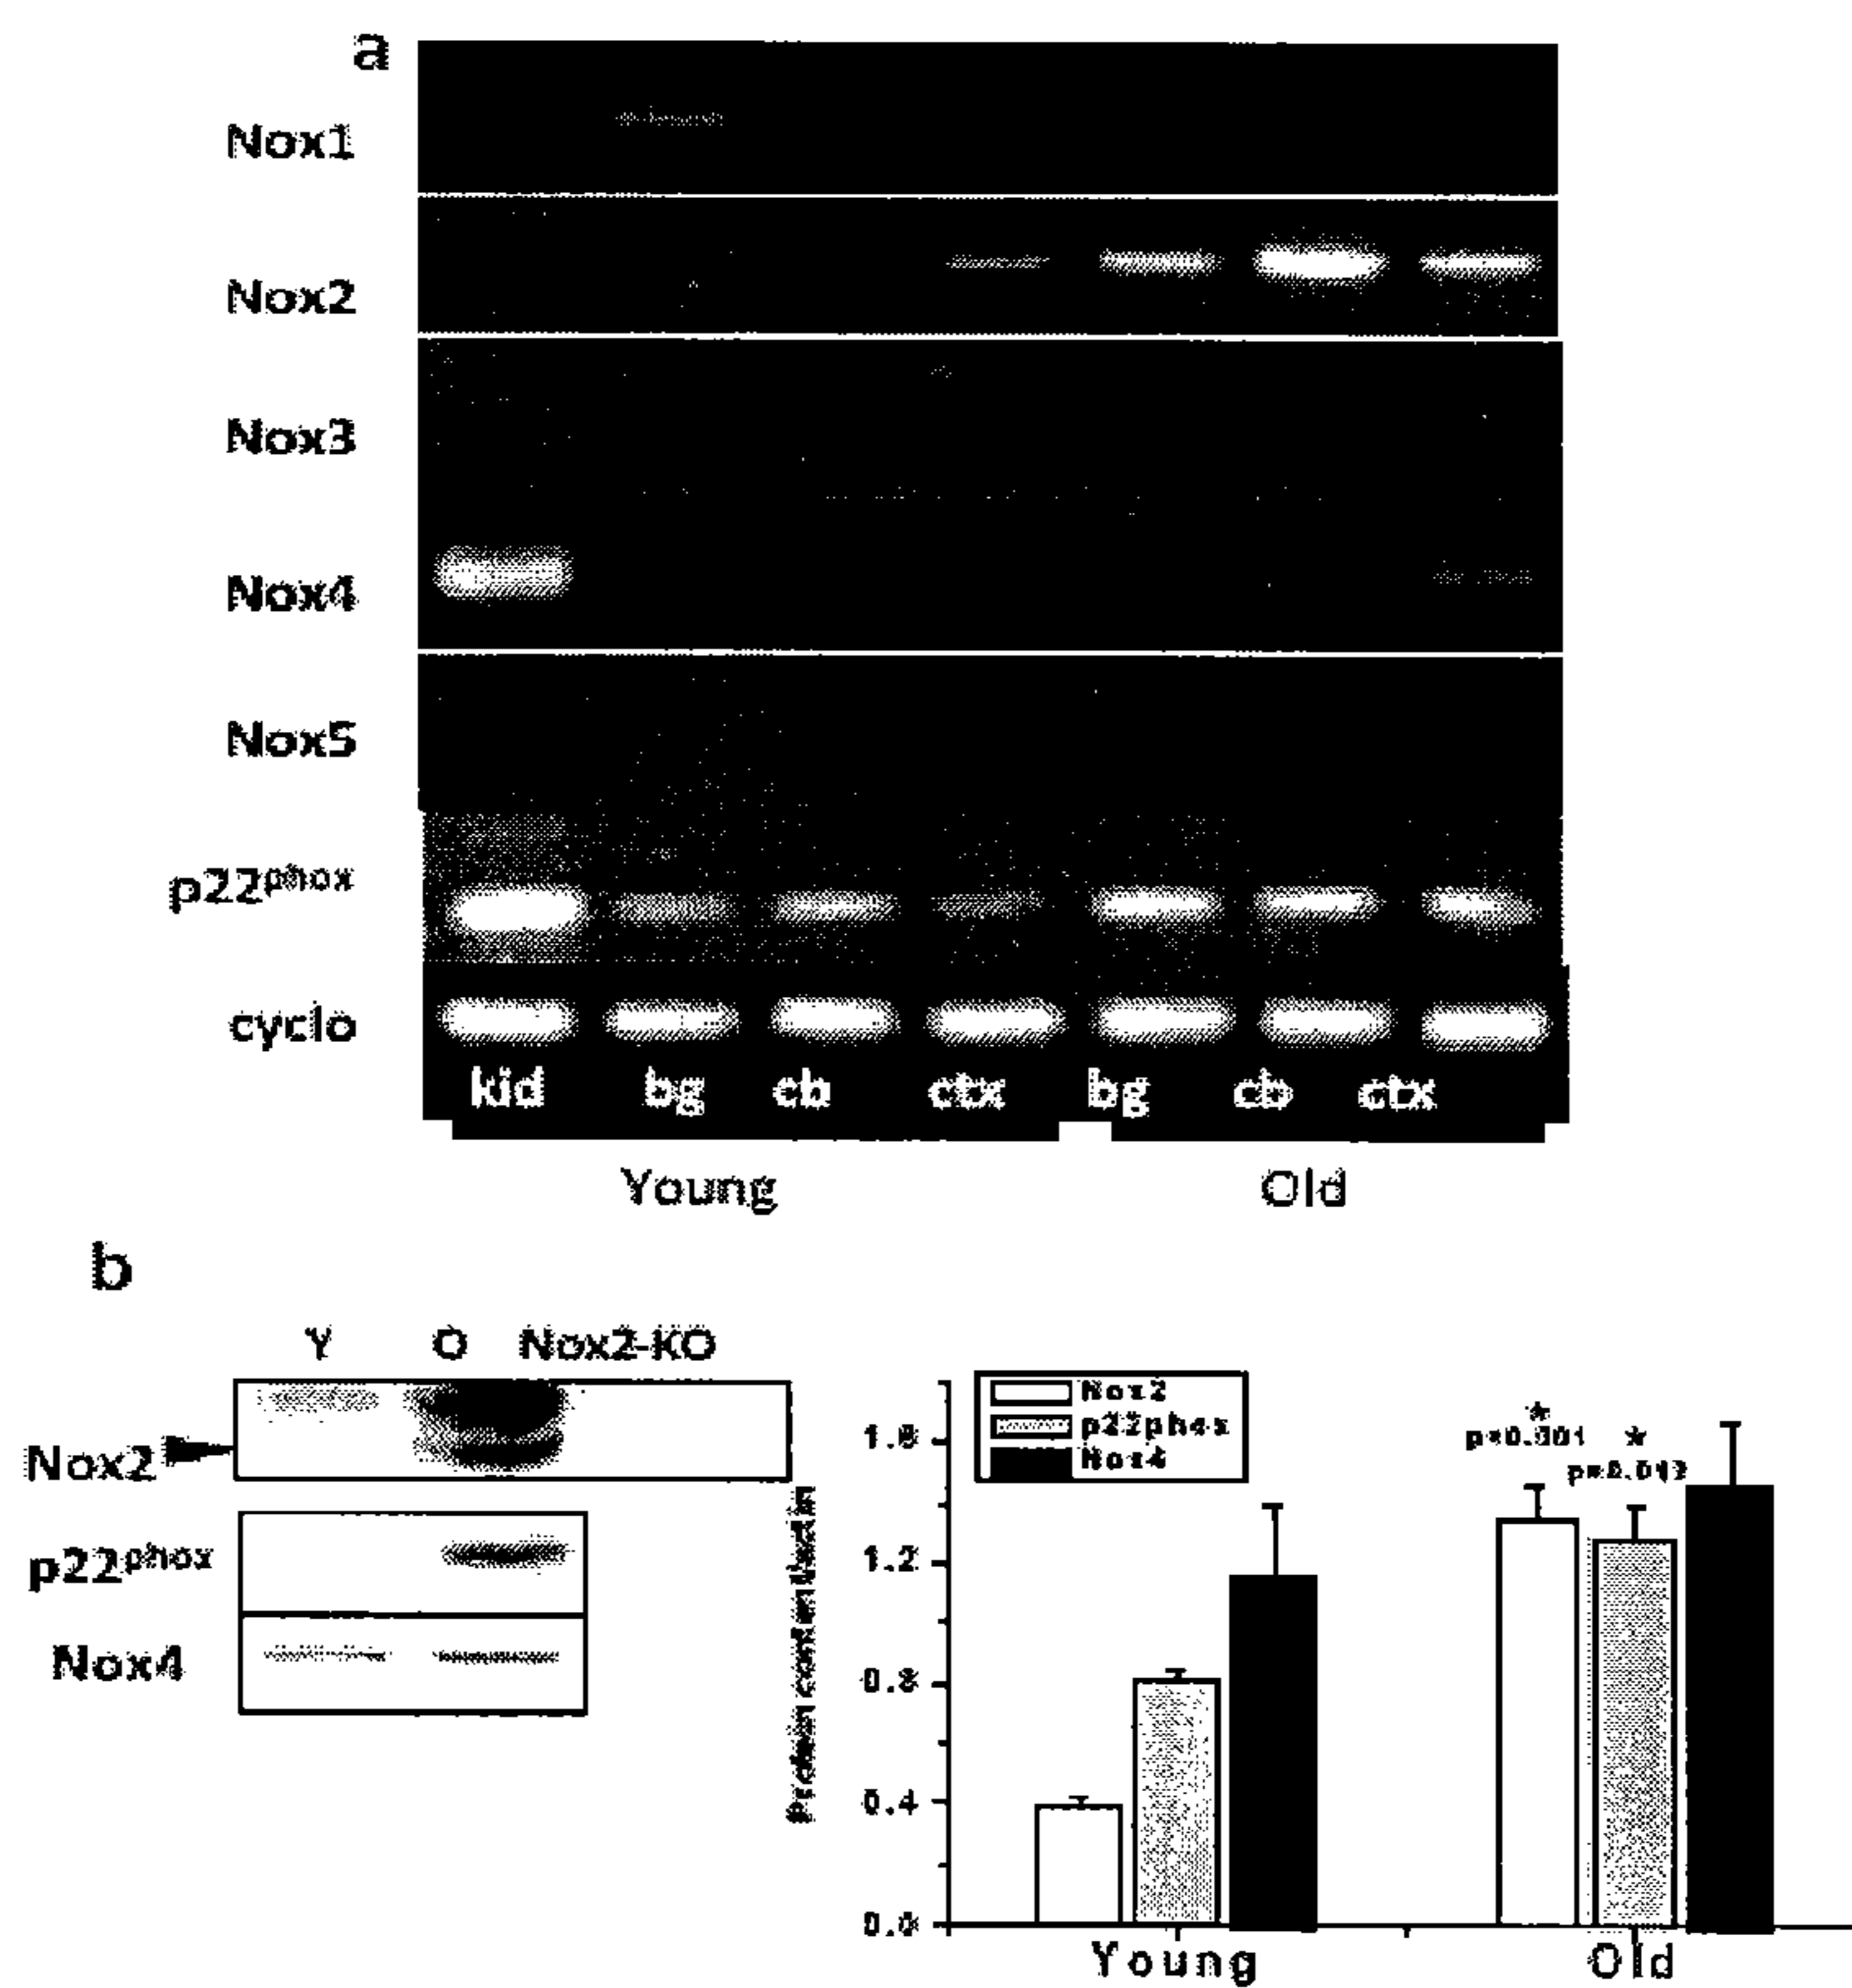 a
Nox1
Nox2
Nox3
Nox4
Nox5
p22phox
cyclo
kid bg cb ctx bg cb ctx
Young Old
b
Y O Nox2-KO
Nox2
p22phox
Nox4
Nox2
p22phox
Nox4
*
*
1.6
1.2
0.8
0.4
0.0
Young Old